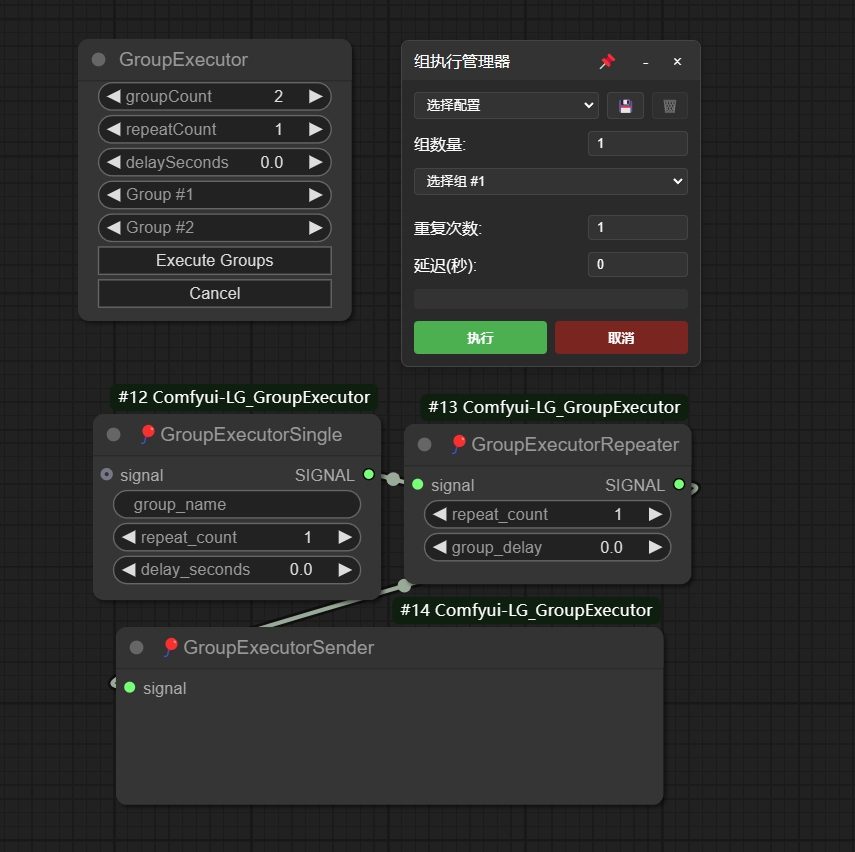 GroupExecutor
groupCount 2
repeatCount 1
delaySeconds 0.0
Group #1
Group #2
Execute Groups
Cancel
组执行管理器 - ×
选择配置
组数量: 1
选择组 #1
重复次数: 1
延迟(秒): 0
执行 取消
#12 Comfyui-LG_GroupExecutor
GroupExecutorSingle
signal SIGNAL
group_name
repeat_count 1
delay_seconds 0.0
#13 Comfyui-LG_GroupExecutor
GroupExecutorRepeater
signal SIGNAL
repeat_count 1
group_delay 0.0
#14 Comfyui-LG_GroupExecutor
GroupExecutorSender
signal